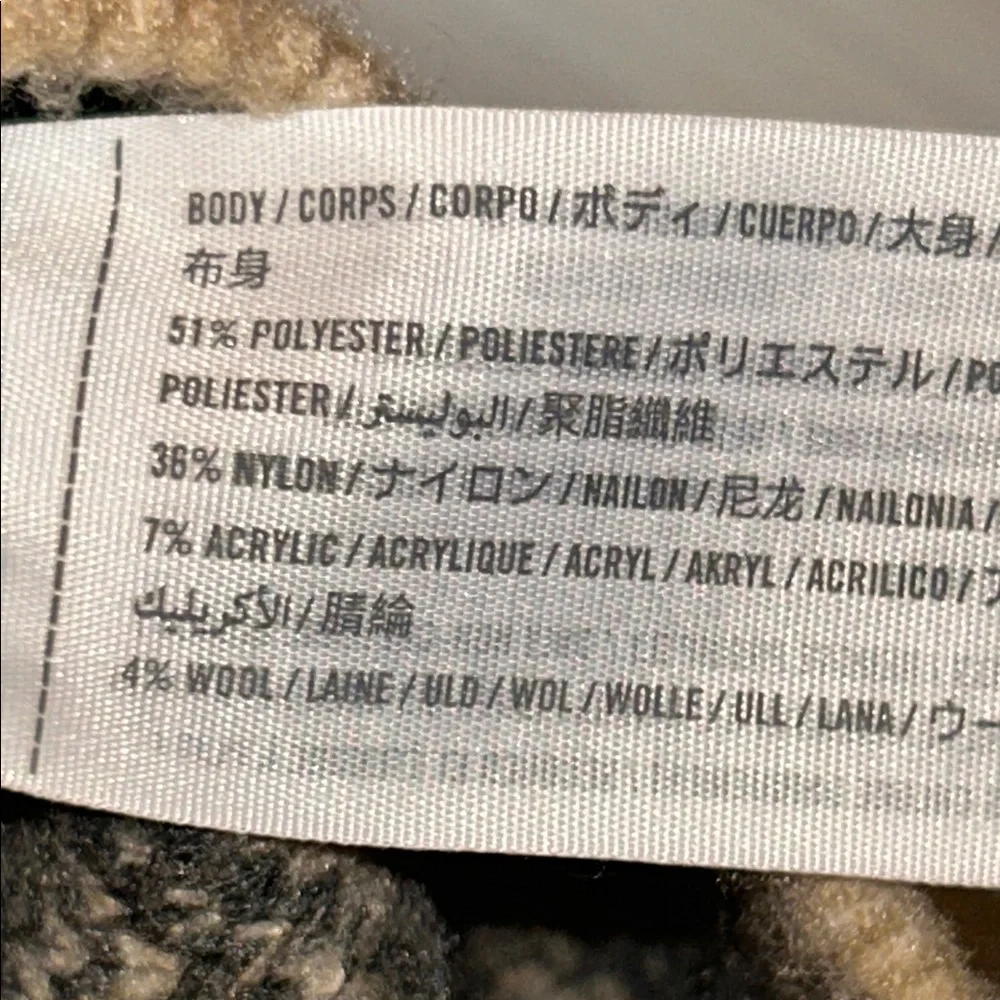 BODY / CORPS / CORPO / ボディ / CUERPO / 大身 /
布身
51% POLYESTER / POLIESTERE / ポリエステル /
POLIESTER / البوليستر / 聚脂纖維
36% NYLON / ナイロン / NAILON / 尼龙 / NAILONIA /
7% ACRYLIC / ACRYLIQUE / ACRYL / AKRYL / ACRILICO /
الأكريليك / 腈綸
4% WOOL / LAINE / ULD / WOL / WOLLE / ULL / LANA /